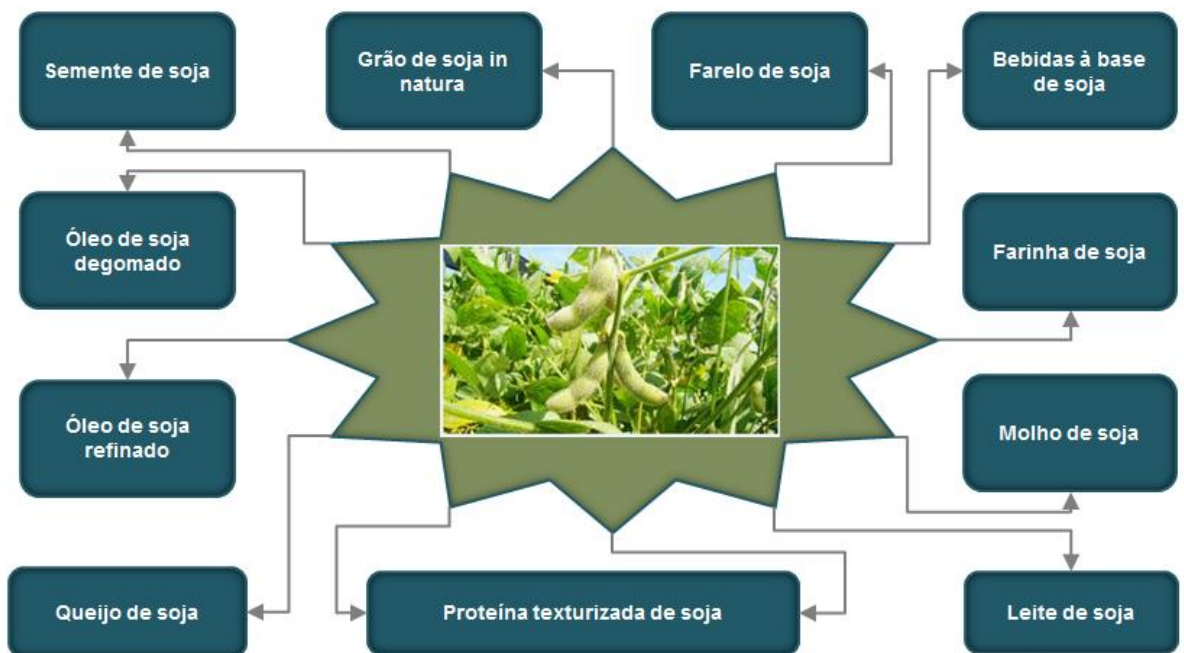 Semente de soja
Grão de soja in
natura
Farelo de soja
Bebidas à base
de soja
Óleo de soja
degomado
Farinha de soja
Óleo de soja
refinado
Molho de soja
Queijo de soja
Proteína texturizada de soja
Leite de soja